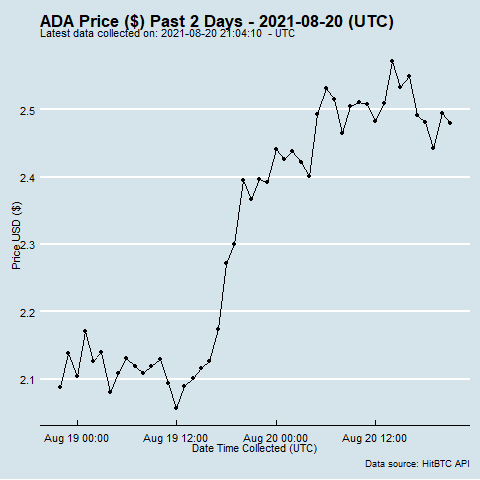 ADA Price ($) Past 2 Days - 2021-08-20 (UTC)
Latest data collected on: 2021-08-20 21:04:10  - UTC
2.5
2.4
2.3
2.2
2.1
Price USD ($)
Aug 19 00:00 Aug 19 12:00 Aug 20 00:00 Aug 20 12:00
Date Time Collected (UTC)
Data source: HitBTC API